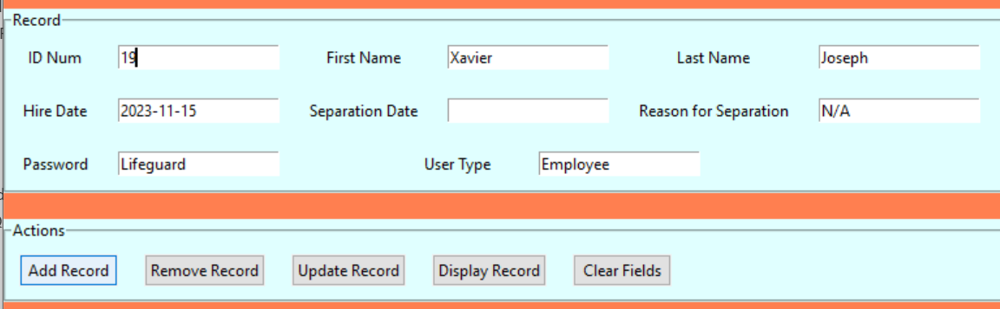 Record
ID Num 19 First Name Xavier Last Name Joseph
Hire Date 2023-11-15 Separation Date Reason for Separation N/A
Password Lifeguard User Type Employee
Actions
Add Record Remove Record Update Record Display Record Clear Fields